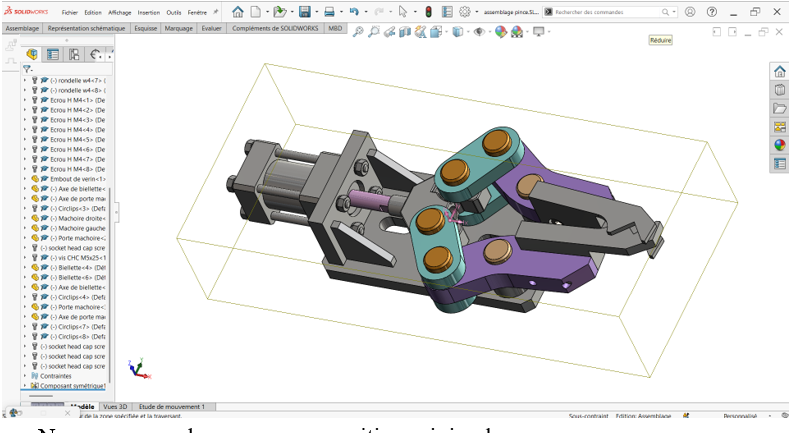 SOLIDWORKS Fichier Edition Affichage Insertion Outils Fenêtre assemblage pince.SL... Rechercher des commandes
Assemblage Représentation schématique Esquisse Marquage Evaluer Compléments de SOLIDWORKS MBD
Réduire
(-) rondelle w4<7> (
(-) rondelle w4<8> (
Ecrou H M4<1> (De
Ecrou H M4<2> (De
Ecrou H M4<3> (De
Ecrou H M4<4> (De
Ecrou H M4<5> (De
Ecrou H M4<6> (De
Ecrou H M4<7> (De
Ecrou H M4<8> (De
Embout de verin<1>
(-) Axe de biellette<
(-) Axe de porte ma
(-) Circlips<3> (Defa
(-) Machoire droite<
(-) Machoire gauche
(-) Porte machoire<
(-) socket head cap scre
(-) vis CHC M5x25<1
(-) Biellette<4> (Dét
(-) Biellette<6> (Dét
(-) Axe de biellette<
(-) Circlips<4> (Defa
(-) Porte machoire<
(-) Axe de porte ma
(-) Circlips<7> (Defa
(-) Circlips<8> (Defa
(-) socket head cap scre
(-) socket head cap scre
(-) socket head cap scre
Contraintes
Composant symétrique1
Modèle Vues 3D Etude de mouvement 1
de la zone spécifiée et la traversant. Sous-contraint Edition: Assemblage Personnalisé